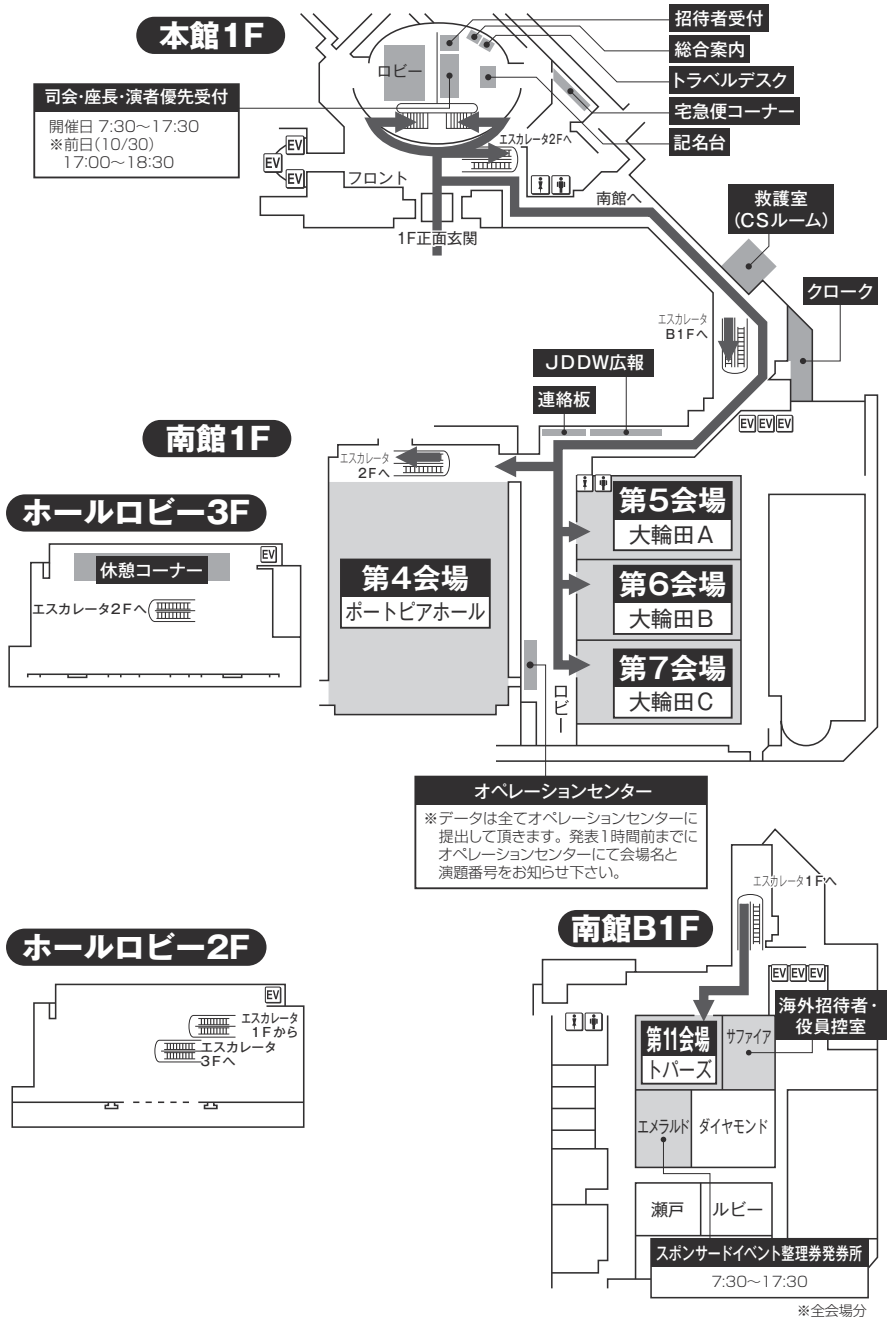 本館1F
招待者受付
総合案内
トラベルデスク
宅急便コーナー
記名台
ロビー
司会・座長・演者優先受付
開催日 7:30～17:30
※前日(10/30)
17:00～18:30
エスカレータ2Fへ
EV
EV
EV
フロント
南館へ
1F正面玄関
救護室
(CSルーム)
クローク
エスカレータ
B1Fへ
JDDW広報
連絡板
EV EV EV
南館1F
エスカレータ
2Fへ
ホールロビー3F
EV
休憩コーナー
エスカレータ2Fへ
第4会場
ポートピアホール
第5会場
大輪田A
第6会場
大輪田B
第7会場
大輪田C
ロビー
オペレーションセンター
※データは全てオペレーションセンターに
提出して頂きます。発表1時間前までに
オペレーションセンターにて会場名と
演題番号をお知らせ下さい。
ホールロビー2F
EV
エスカレータ
1Fから
エスカレータ
3Fへ
南館B1F
エスカレータ1Fへ
EV EV EV
海外招待者・
役員控室
第11会場
トパーズ
サファイア
エメラルド
ダイヤモンド
瀬戸
ルビー
スポンサードイベント整理券発券所
7:30～17:30
※全会場分